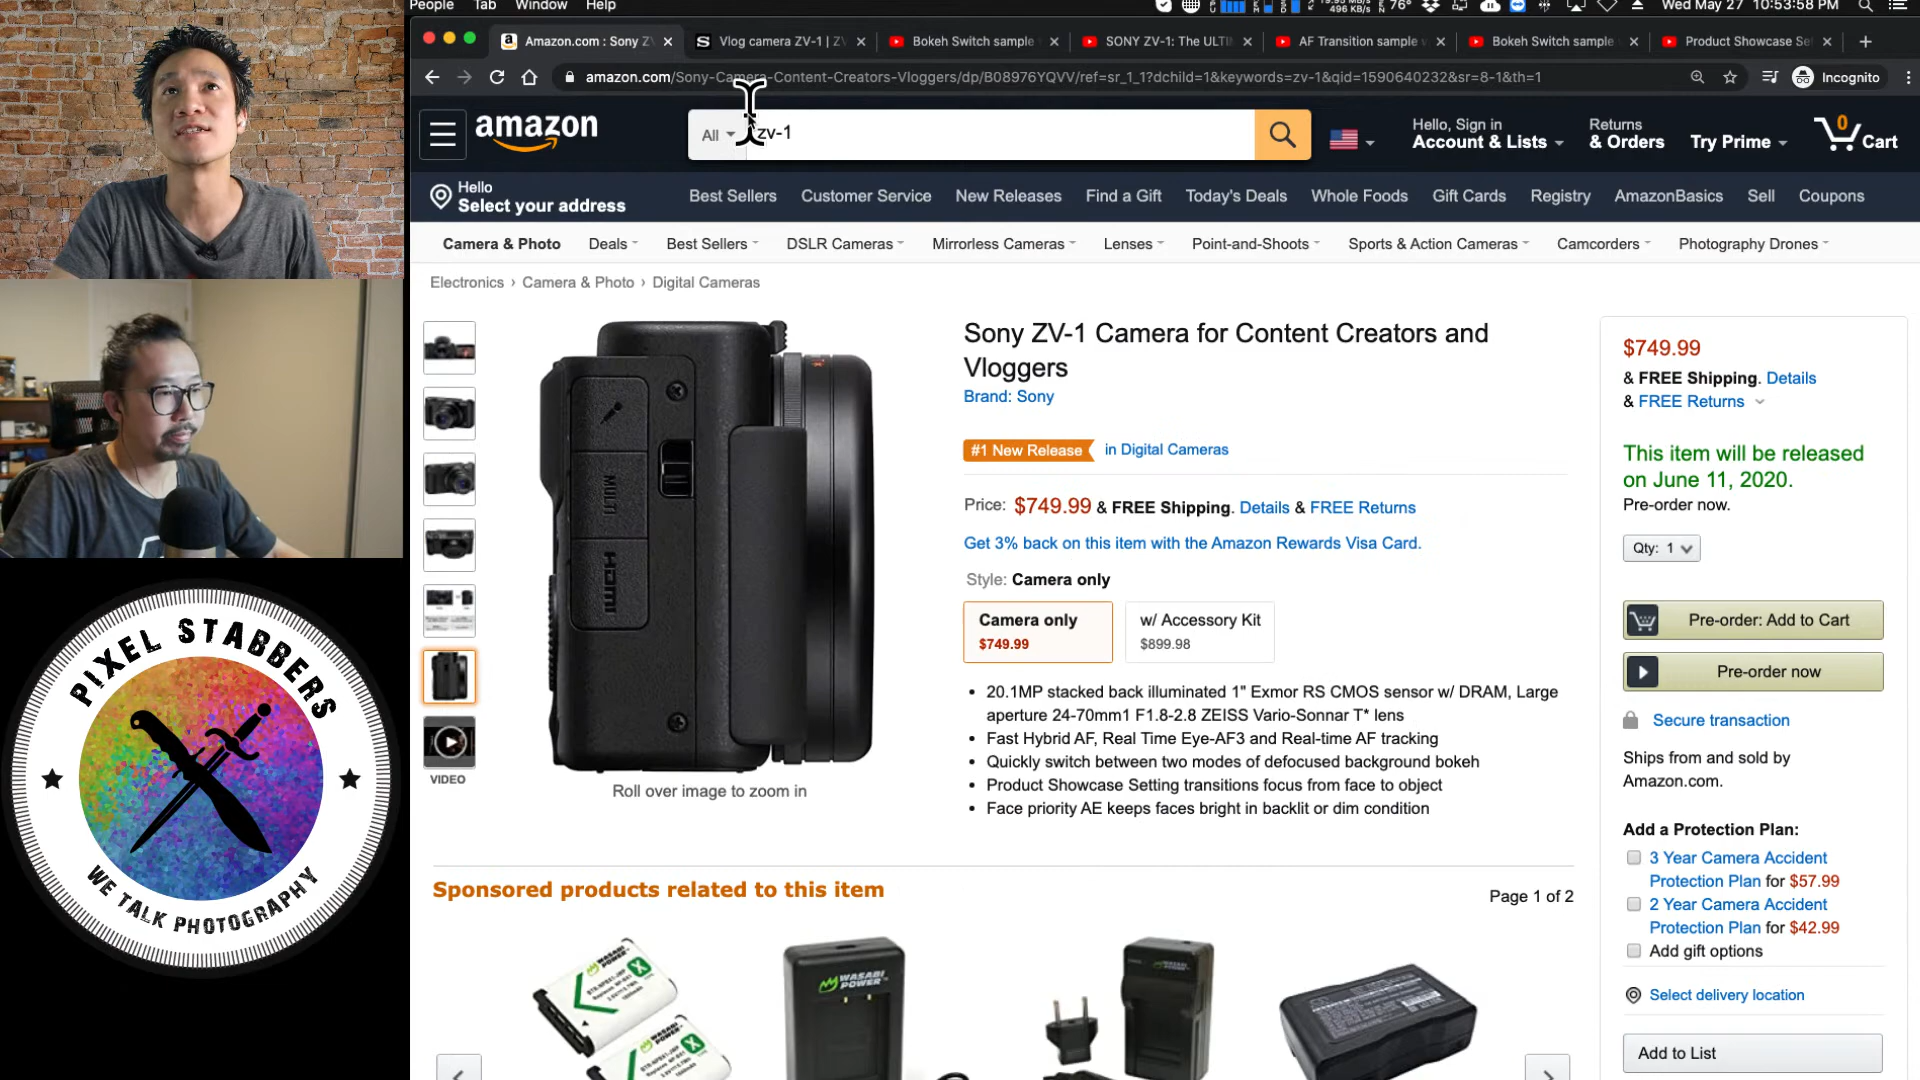 People Tab Window Help
496 KB/s
76°
Wed May 27 10:53:58 PM
Amazon.com : Sony ZV
Vlog camera ZV-1 | ZV
Bokeh Switch sample
SONY ZV-1: The ULTI
AF Transition sample v
Bokeh Switch sample
Product Showcase Se
amazon.com/Sony-Camera-Content-Creators-Vloggers/dp/B08976YQVV/ref=sr_1_1?dchild=1&keywords=zv-1&qid=1590640232&sr=8-1&th=1
Incognito
amazon
All
zv-1
Hello, Sign in
Account & Lists
Returns
& Orders
Try Prime
0
Cart
Hello
Select your address
Best Sellers Customer Service New Releases Find a Gift Today's Deals Whole Foods Gift Cards Registry AmazonBasics Sell Coupons
Camera & Photo Deals Best Sellers DSLR Cameras Mirrorless Cameras Lenses Point-and-Shoots Sports & Action Cameras Camcorders Photography Drones
Electronics › Camera & Photo › Digital Cameras
MULTI
HDMI
Roll over image to zoom in
VIDEO
Sony ZV-1 Camera for Content Creators and
Vloggers
Brand: Sony
#1 New Release in Digital Cameras
Price: $749.99 & FREE Shipping. Details & FREE Returns
Get 3% back on this item with the Amazon Rewards Visa Card.
Style: Camera only
Camera only
$749.99
w/ Accessory Kit
$899.98
• 20.1MP stacked back illuminated 1" Exmor RS CMOS sensor w/ DRAM, Large
aperture 24-70mm1 F1.8-2.8 ZEISS Vario-Sonnar T* lens
• Fast Hybrid AF, Real Time Eye-AF3 and Real-time AF tracking
• Quickly switch between two modes of defocused background bokeh
• Product Showcase Setting transitions focus from face to object
• Face priority AE keeps faces bright in backlit or dim condition
$749.99
& FREE Shipping. Details
& FREE Returns
This item will be released
on June 11, 2020.
Pre-order now.
Qty: 1
Pre-order: Add to Cart
Pre-order now
Secure transaction
Ships from and sold by
Amazon.com.
Add a Protection Plan:
3 Year Camera Accident
Protection Plan for $57.99
2 Year Camera Accident
Protection Plan for $42.99
Add gift options
Select delivery location
Add to List
Sponsored products related to this item
Page 1 of 2
WASABI
POWER
WASABI
POWER
PIXEL STABBERS
WE TALK PHOTOGRAPHY